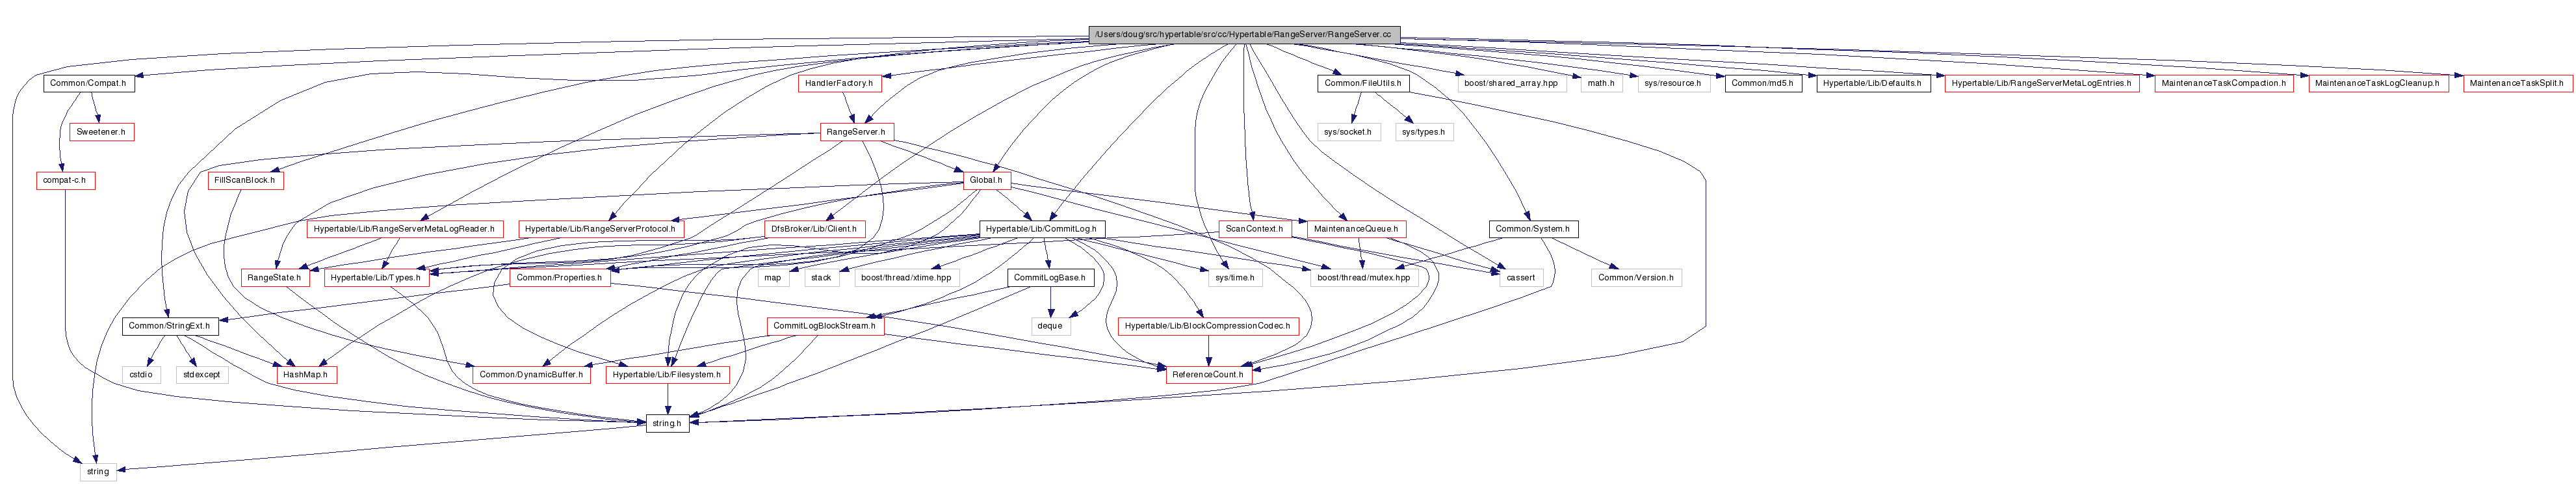 /Users/doug/src/hypertable/src/cc/Hypertable/RangeServer/RangeServer.cc
Common/Compat.h
HandlerFactory.h
Common/FileUtils.h
boost/shared_array.hpp
math.h
sys/resource.h
Common/md5.h
Hypertable/Lib/Defaults.h
Hypertable/Lib/RangeServerMetaLogEntries.h
MaintenanceTaskCompaction.h
MaintenanceTaskLogCleanup.h
MaintenanceTaskSplit.h
Sweetener.h
RangeServer.h
sys/socket.h
sys/types.h
compat-c.h
FillScanBlock.h
Global.h
Hypertable/Lib/RangeServerMetaLogReader.h
Hypertable/Lib/RangeServerProtocol.h
DfsBroker/Lib/Client.h
Hypertable/Lib/CommitLog.h
ScanContext.h
MaintenanceQueue.h
Common/System.h
RangeState.h
Hypertable/Lib/Types.h
Common/Properties.h
map
stack
boost/thread/xtime.hpp
CommitLogBase.h
sys/time.h
boost/thread/mutex.hpp
cassert
Common/Version.h
Common/StringExt.h
CommitLogBlockStream.h
deque
Hypertable/Lib/BlockCompressionCodec.h
cstdio
stdexcept
HashMap.h
Common/DynamicBuffer.h
Hypertable/Lib/Filesystem.h
ReferenceCount.h
string.h
string